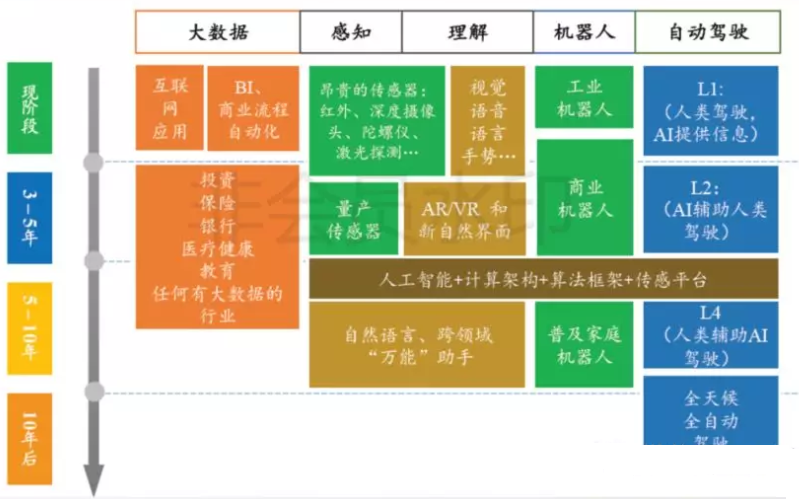 大数据
感知
理解
机器人
自动驾驶
现阶段
互联
网
应用
BI、
商业流程
自动化
昂贵的传感器：
红外、深度摄像
头、陀螺仪、
激光探测…
视觉
语音
语言
手势…
工业
机器人
L1:
（人类驾驶，
AI提供信息）
3-5年
投资
保险
银行
医疗健康
教育
任何有大数据的
行业
量产
传感器
AR/VR 和
新自然界面
商业
机器人
L2：
（AI辅助人类
驾驶）
人工智能+计算架构+算法框架+传感平台
5-10年
自然语言、跨领域
“万能”助手
普及家庭
机器人
L4
（人类辅助AI
驾驶）
10年后
全天候
全自动
驾驶
非会员水印